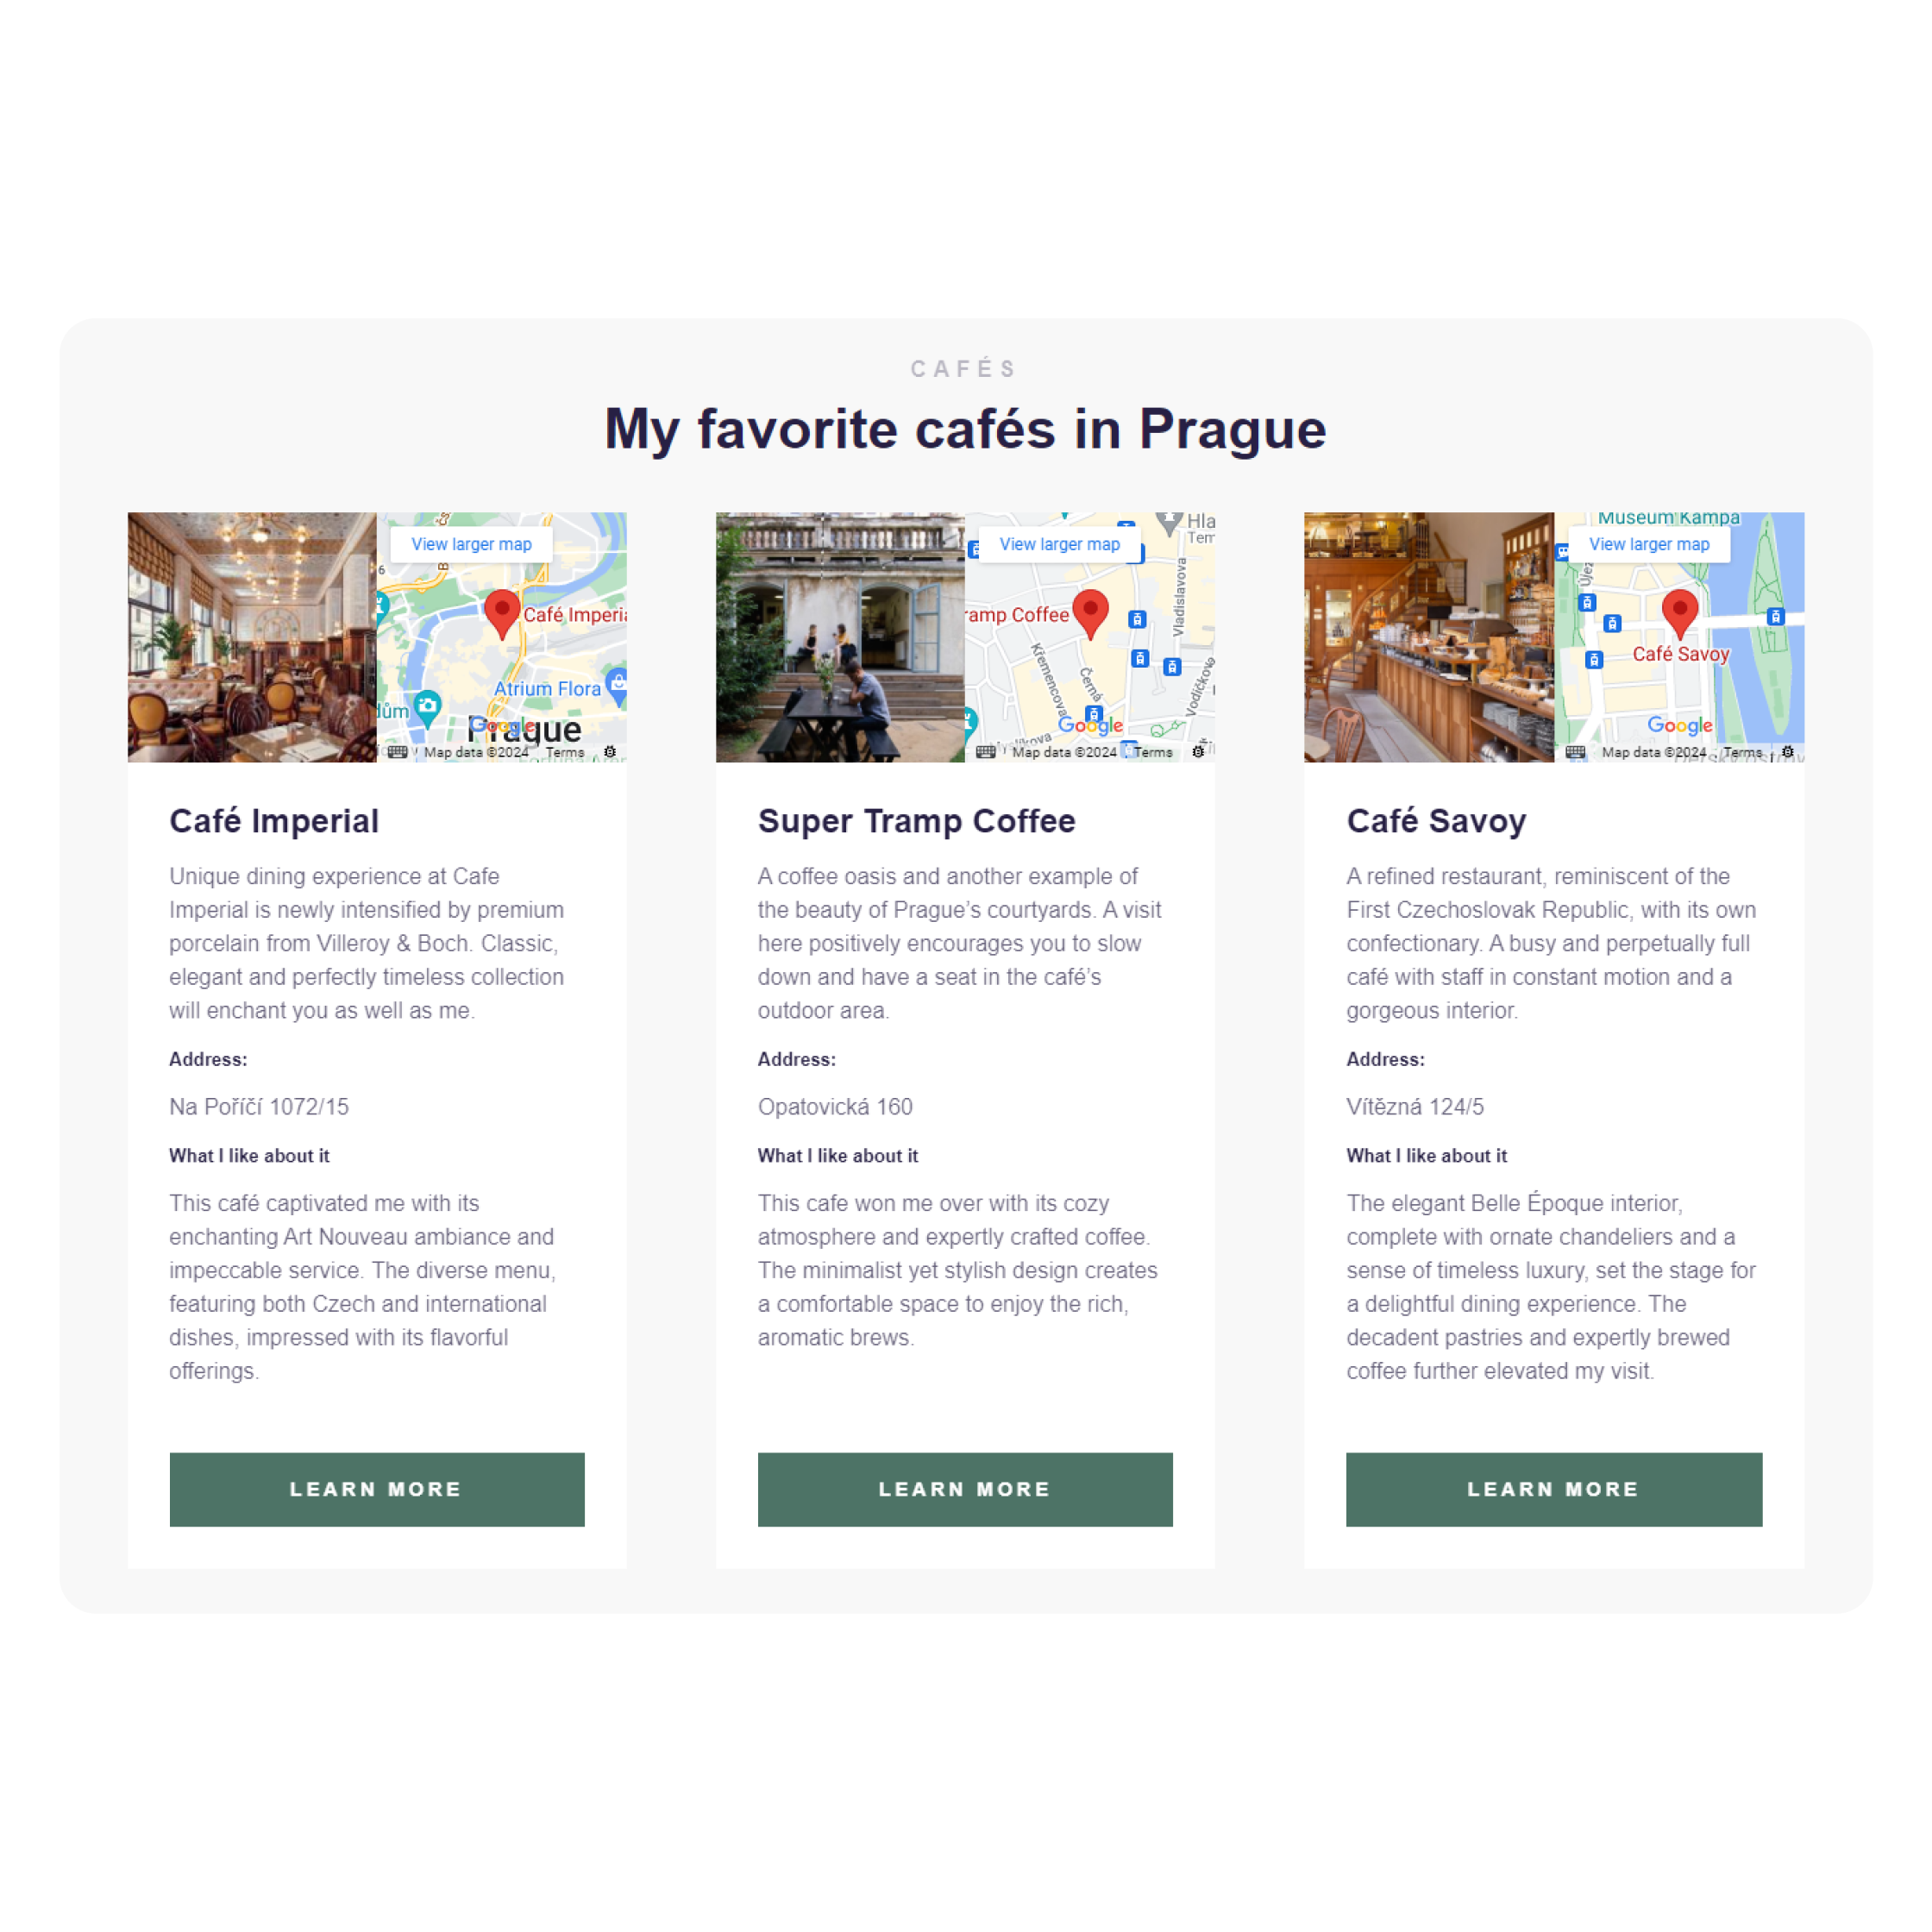 CAFÉS
My favorite cafés in Prague
View larger map
Café Imperia
Atrium Flora
Prague
Google
Map data ©2024 Terms
View larger map
Hla
Tem
Vladislavova
ramp Coffee
Křemencova
Černá
Vodičkova
Google
Map data ©2024 Terms
Museum Kampa
View larger map
Újez
Café Savoy
Google
Map data ©2024 Terms
Café Imperial
Unique dining experience at Cafe
Imperial is newly intensified by premium
porcelain from Villeroy & Boch. Classic,
elegant and perfectly timeless collection
will enchant you as well as me.
Address:
Na Poříčí 1072/15
What I like about it
This café captivated me with its
enchanting Art Nouveau ambiance and
impeccable service. The diverse menu,
featuring both Czech and international
dishes, impressed with its flavorful
offerings.
LEARN MORE
Super Tramp Coffee
A coffee oasis and another example of
the beauty of Prague’s courtyards. A visit
here positively encourages you to slow
down and have a seat in the café’s
outdoor area.
Address:
Opatovická 160
What I like about it
This cafe won me over with its cozy
atmosphere and expertly crafted coffee.
The minimalist yet stylish design creates
a comfortable space to enjoy the rich,
aromatic brews.
LEARN MORE
Café Savoy
A refined restaurant, reminiscent of the
First Czechoslovak Republic, with its own
confectionary. A busy and perpetually full
café with staff in constant motion and a
gorgeous interior.
Address:
Vítězná 124/5
What I like about it
The elegant Belle Époque interior,
complete with ornate chandeliers and a
sense of timeless luxury, set the stage for
a delightful dining experience. The
decadent pastries and expertly brewed
coffee further elevated my visit.
LEARN MORE